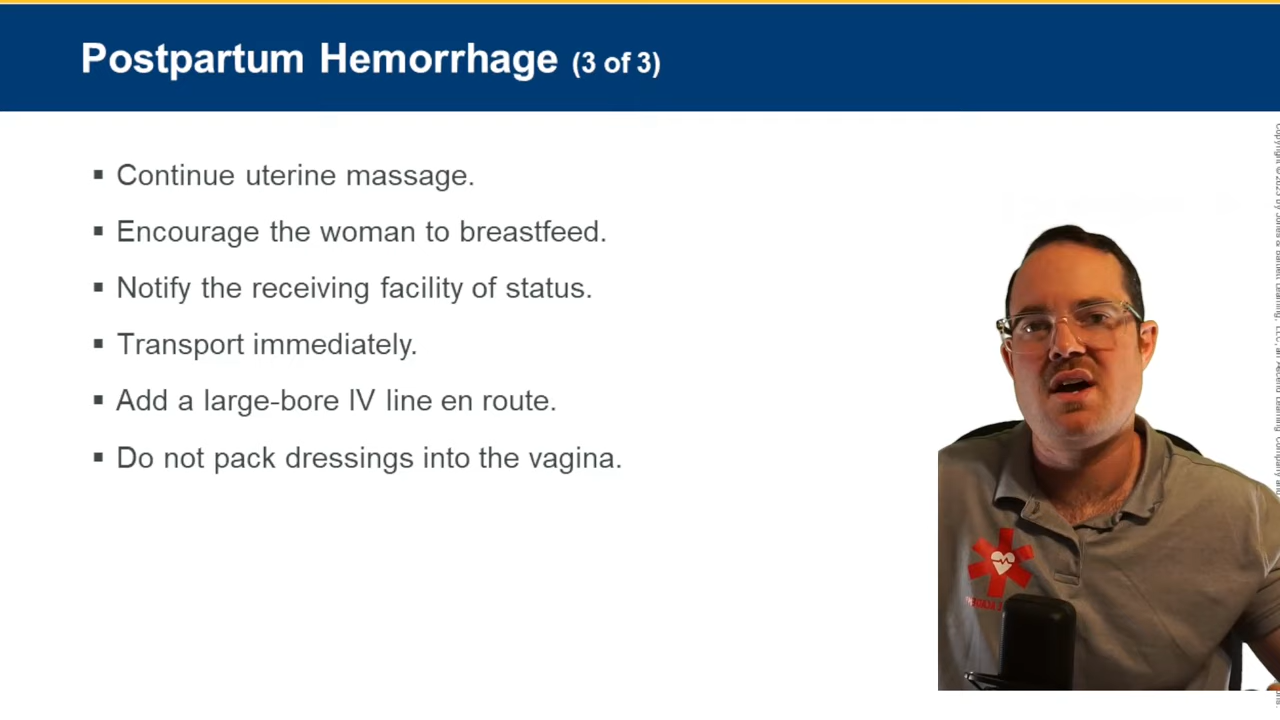 Postpartum Hemorrhage (3 of 3)
▪ Continue uterine massage.
▪ Encourage the woman to breastfeed.
▪ Notify the receiving facility of status.
▪ Transport immediately.
▪ Add a large-bore IV line en route.
▪ Do not pack dressings into the vagina.